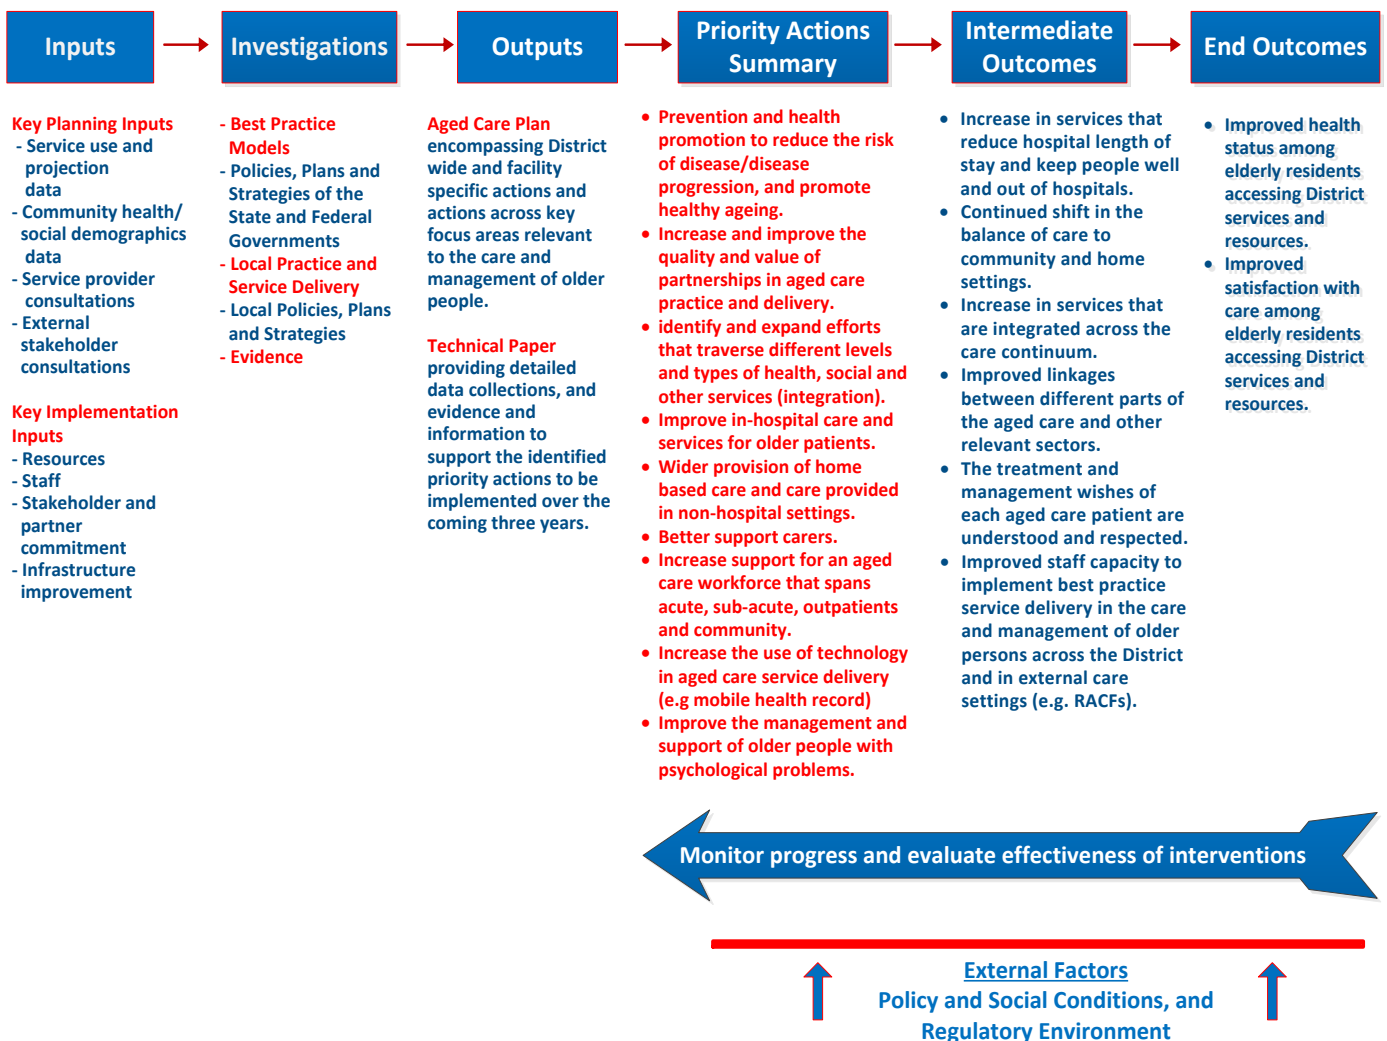 Inputs
Investigations
Outputs
Priority Actions
Summary
Intermediate
Outcomes
End Outcomes
Key Planning Inputs
- Service use and
projection
data
- Community health/
social demographics
data
- Service provider
consultations
- External
stakeholder
consultations
Key Implementation
Inputs
- Resources
- Staff
- Stakeholder and
partner
commitment
- Infrastructure
improvement
- Best Practice
Models
- Policies, Plans and
Strategies of the
State and Federal
Governments
- Local Practice and
Service Delivery
- Local Policies, Plans
and Strategies
- Evidence
Aged Care Plan
encompassing District
wide and facility
specific actions and
actions across key
focus areas relevant
to the care and
management of older
people.
Technical Paper
providing detailed
data collections, and
evidence and
information to
support the identified
priority actions to be
implemented over the
coming three years.
• Prevention and health
promotion to reduce the risk
of disease/disease
progression, and promote
healthy ageing.
• Increase and improve the
quality and value of
partnerships in aged care
practice and delivery.
• identify and expand efforts
that traverse different levels
and types of health, social and
other services (integration).
• Improve in-hospital care and
services for older patients.
• Wider provision of home
based care and care provided
in non-hospital settings.
• Better support carers.
• Increase support for an aged
care workforce that spans
acute, sub-acute, outpatients
and community.
• Increase the use of technology
in aged care service delivery
(e.g mobile health record)
• Improve the management and
support of older people with
psychological problems.
• Increase in services that
reduce hospital length of
stay and keep people well
and out of hospitals.
• Continued shift in the
balance of care to
community and home
settings.
• Increase in services that
are integrated across the
care continuum.
• Improved linkages
between different parts of
the aged care and other
relevant sectors.
• The treatment and
management wishes of
each aged care patient are
understood and respected.
• Improved staff capacity to
implement best practice
service delivery in the care
and management of older
persons across the District
and in external care
settings (e.g. RACFs).
• Improved health
status among
elderly residents
accessing District
services and
resources.
• Improved
satisfaction with
care among
elderly residents
accessing District
services and
resources.
Monitor progress and evaluate effectiveness of interventions
External Factors
Policy and Social Conditions, and
Regulatory Environment